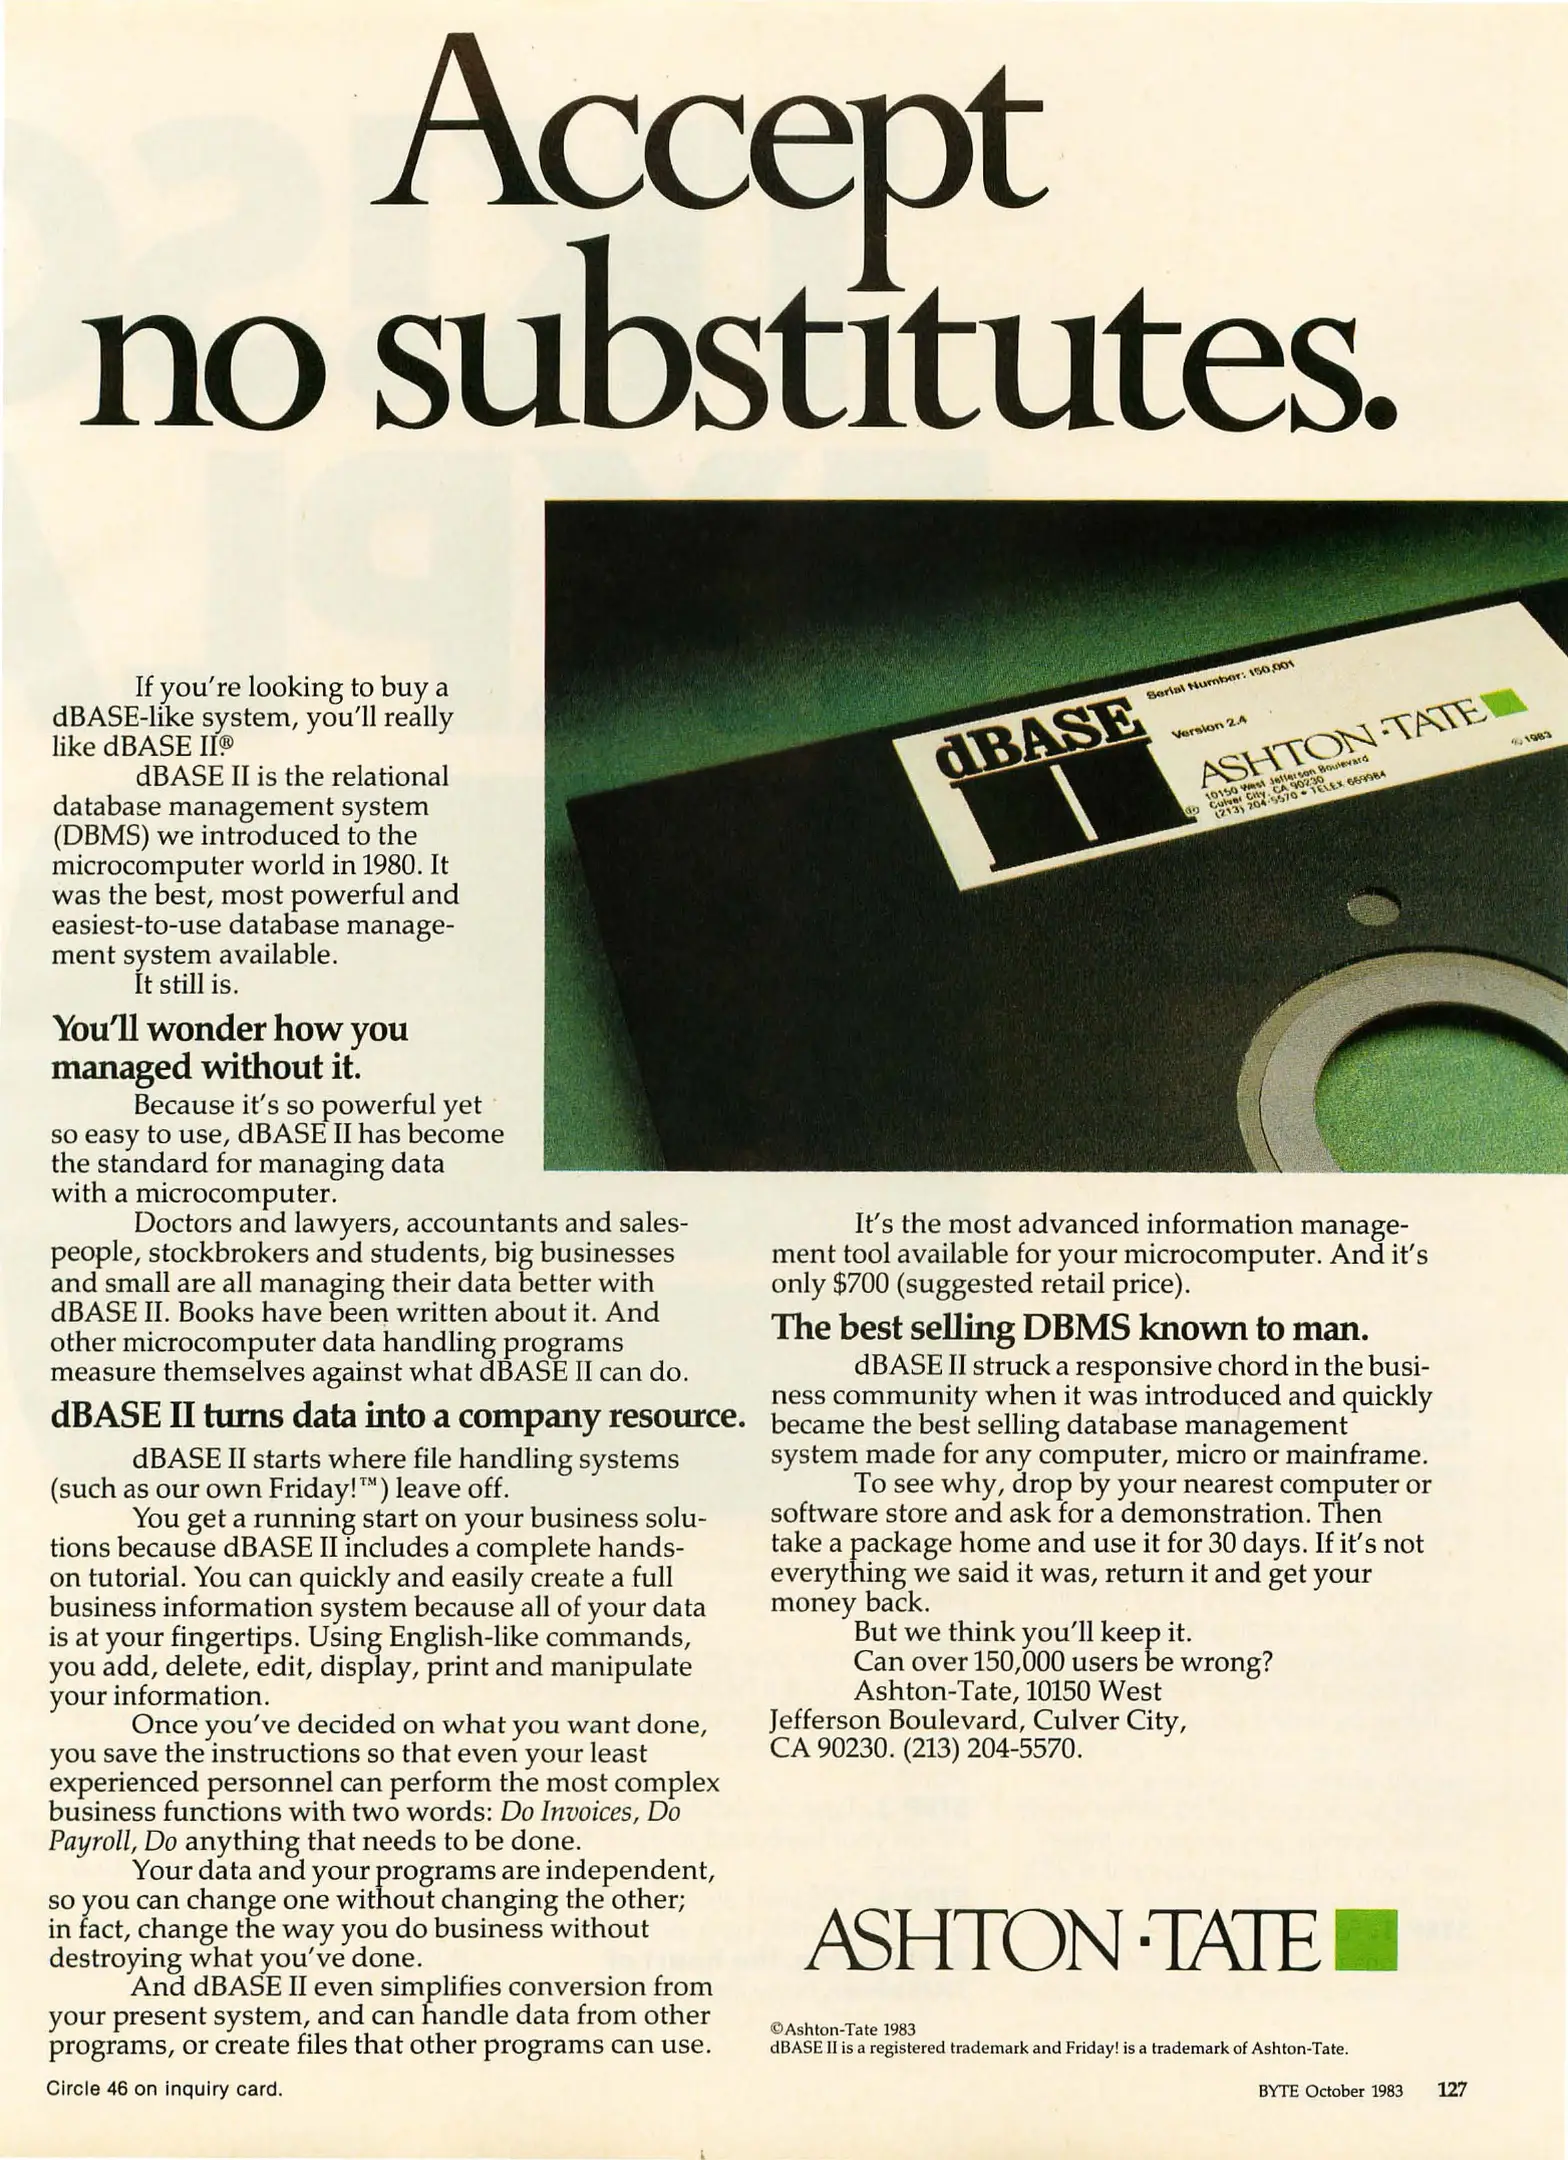 Accept
no substitutes.
If you're looking to buy a
dBASE-like system, you'll really
like dBASE II®.
dBASE II is the relational
database management system
(DBMS) we introduced to the
microcomputer world in 1980. It
was the best, most powerful and
easiest-to-use database manage-
ment system available.
It still is.
You'll wonder how you
managed without it.
Because it's so powerful yet
so easy to use, dBASE II has become
the standard for managing data
with a microcomputer.
Doctors and lawyers, accountants and sales-
people, stockbrokers and students, big businesses
and small are all managing their data better with
dBASE II. Books have been written about it. And
other microcomputer data handling programs
measure themselves against what dBASE II can do.
dBASE II turns data into a company resource.
dBASE II starts where file handling systems
(such as our own Friday!™) leave off.
You get a running start on your business solu-
tions because dBASE II includes a complete hands-
on tutorial. You can quickly and easily create a full
business information system because all of your data
is at your fingertips. Using English-like commands,
you add, delete, edit, display, print and manipulate
your information.
Once you've decided on what you want done,
you save the instructions so that even your least
experienced personnel can perform the most complex
business functions with two words: Do Invoices, Do
Payroll, Do anything that needs to be done.
Your data and your programs are independent,
so you can change one without changing the other;
in fact, change the way you do business without
destroying what you've done.
And dBASE II even simplifies conversion from
your present system, and can handle data from other
programs, or create files that other programs can use.
dBASE
II
®
Serial Number: 150,001
Version 2.4
ASHTON·TATE
10150 West Jefferson Boulevard
Culver City, CA 90230
(213) 204-5570 • TELEX 669984
© 1983
It's the most advanced information manage-
ment tool available for your microcomputer. And it's
only $700 (suggested retail price).
The best selling DBMS known to man.
dBASE II struck a responsive chord in the busi-
ness community when it was introduced and quickly
became the best selling database management
system made for any computer, micro or mainframe.
To see why, drop by your nearest computer or
software store and ask for a demonstration. Then
take a package home and use it for 30 days. If it's not
everything we said it was, return it and get your
money back.
But we think you'll keep it.
Can over 150,000 users be wrong?
Ashton-Tate, 10150 West
Jefferson Boulevard, Culver City,
CA 90230. (213) 204-5570.
ASHTON·TATE
©Ashton-Tate 1983
dBASE II is a registered trademark and Friday! is a trademark of Ashton-Tate.
Circle 46 on inquiry card.
BYTE October 1983 127